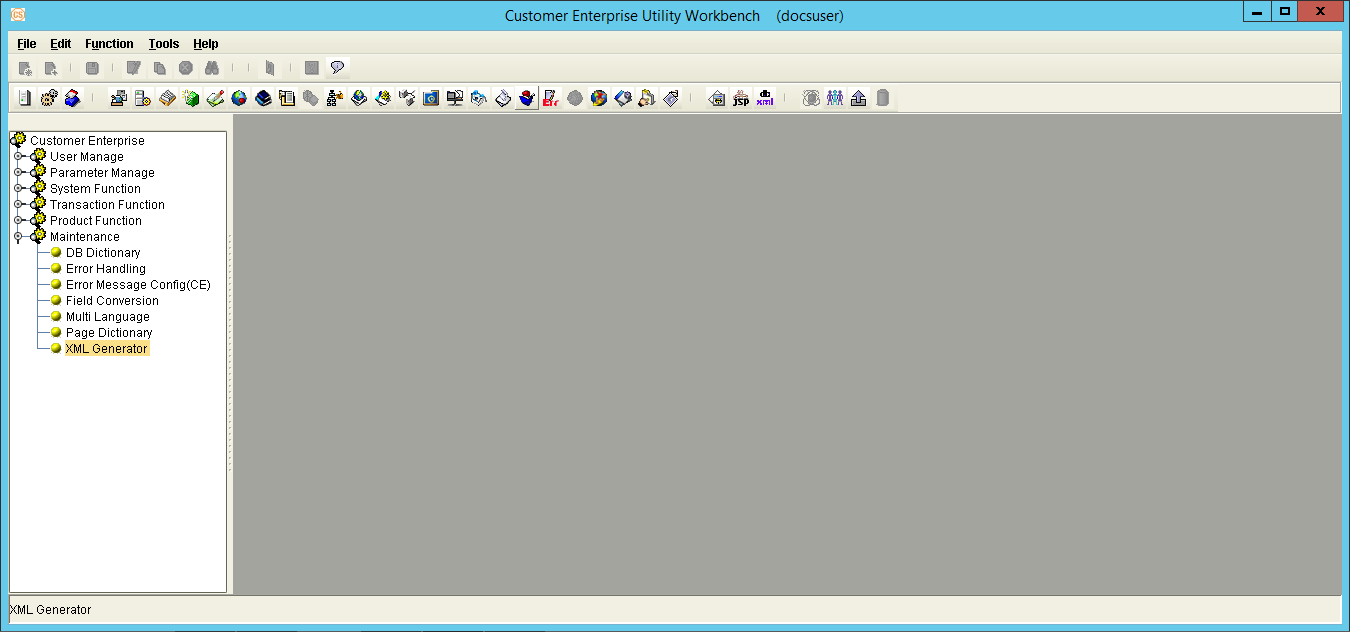 CS
Customer Enterprise Utility Workbench (docsuser)
File Edit Function Tools Help
JSP
db
xml
Customer Enterprise
User Manage
Parameter Manage
System Function
Transaction Function
Product Function
Maintenance
DB Dictionary
Error Handling
Error Message Config(CE)
Field Conversion
Multi Language
Page Dictionary
XML Generator
XML Generator